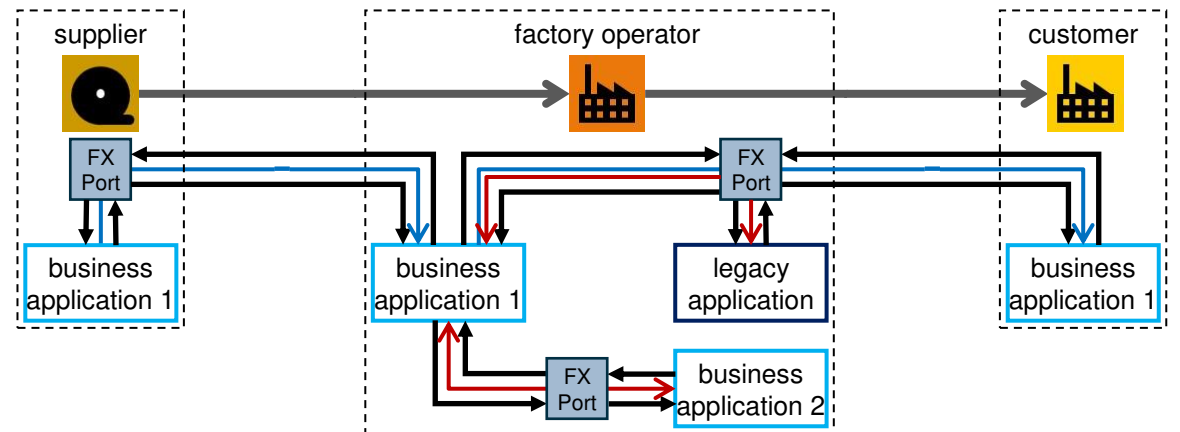 supplier
factory operator
customer
FX
Port
FX
Port
business
application 1
business
application 1
legacy
application
business
application 1
FX
Port
business
application 2